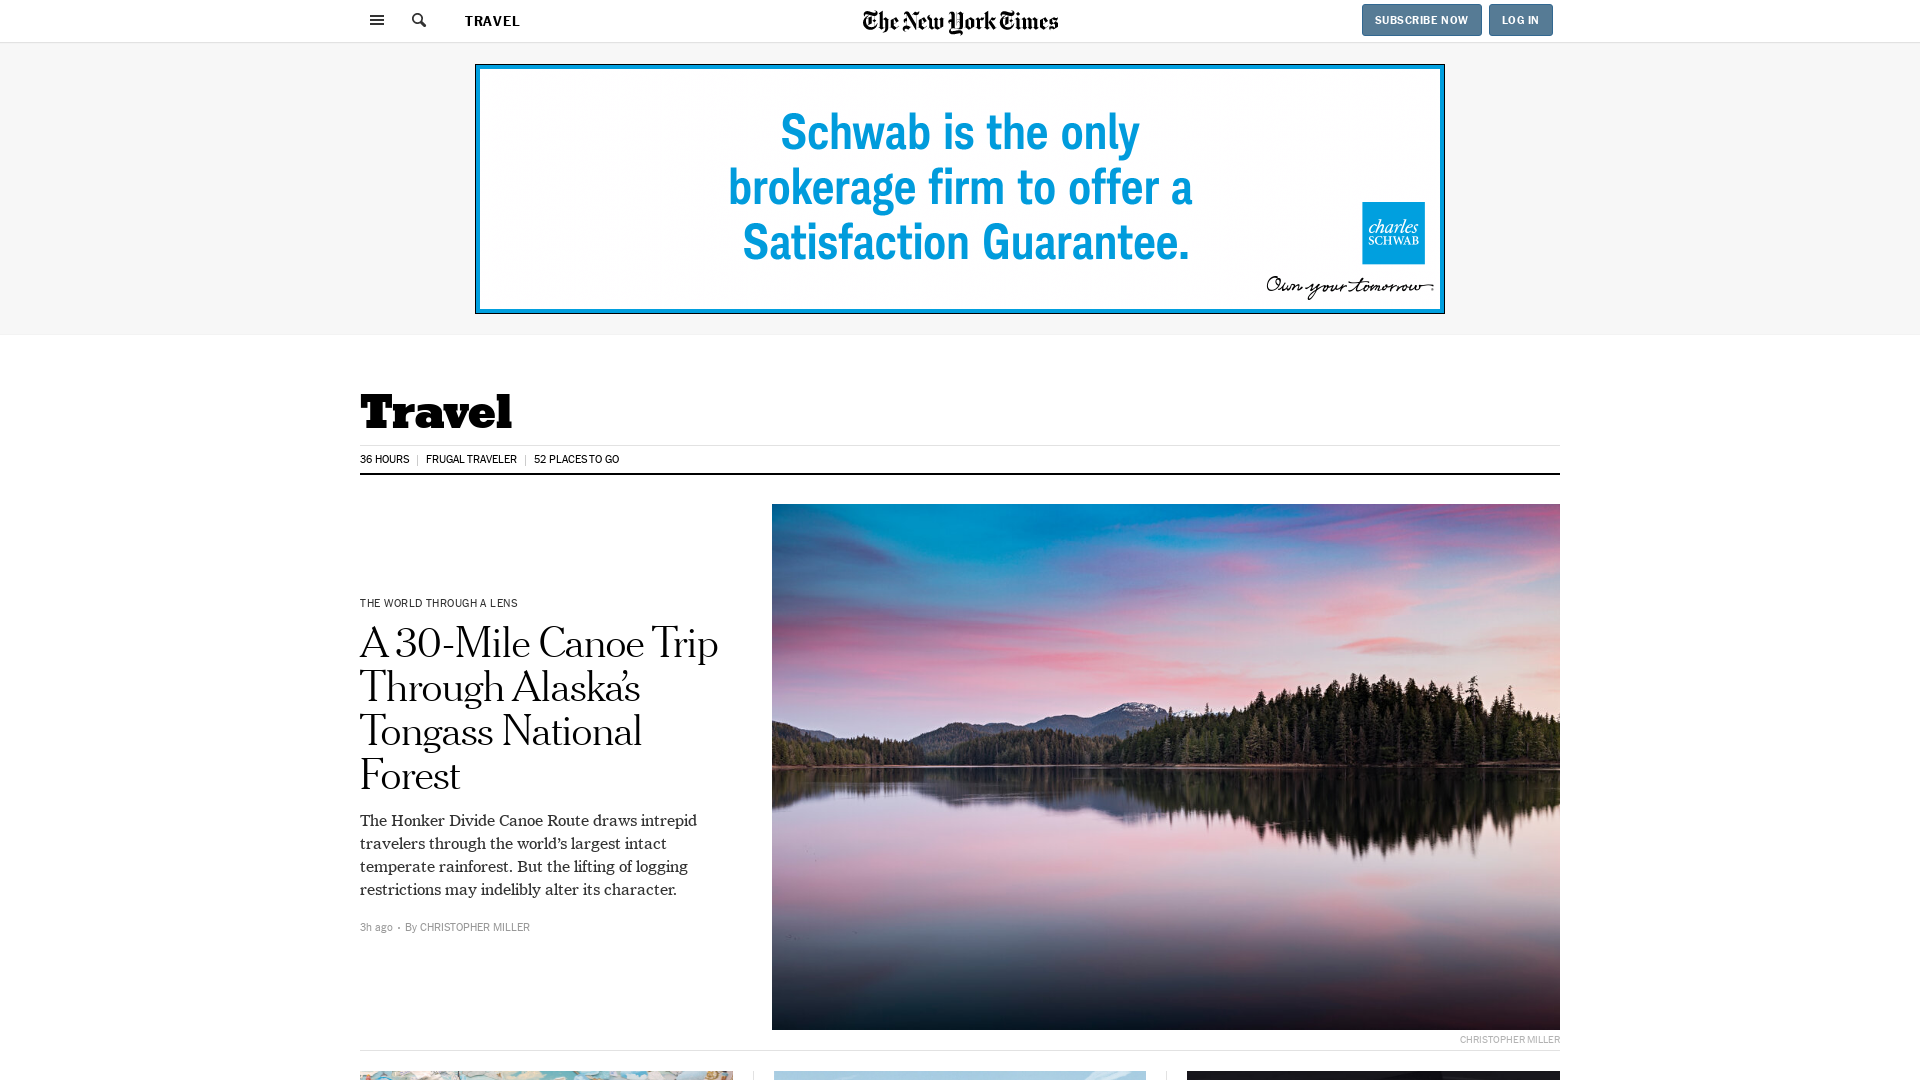 TRAVEL
The New York Times
SUBSCRIBE NOW
LOG IN
Schwab is the only
brokerage firm to offer a
Satisfaction Guarantee.
charles
SCHWAB
Own your tomorrow.
Travel
36 HOURS
FRUGAL TRAVELER
52 PLACES TO GO
THE WORLD THROUGH A LENS
A 30-Mile Canoe Trip
Through Alaska’s
Tongass National
Forest
The Honker Divide Canoe Route draws intrepid
travelers through the world’s largest intact
temperate rainforest. But the lifting of logging
restrictions may indelibly alter its character.
3h ago • By CHRISTOPHER MILLER
CHRISTOPHER MILLER